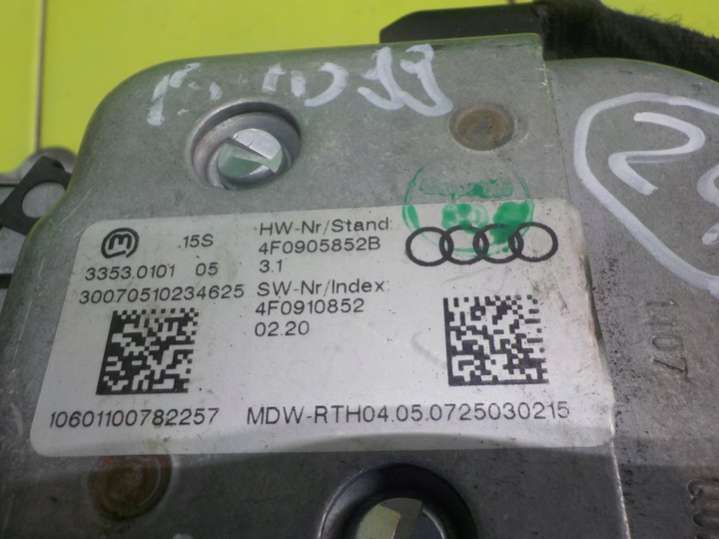 .15S
3353.0101 05
30070510234625
HW-Nr/Stand:
4F0905852B
3.1
SW-Nr/Index:
4F0910852
02.20
10601100782257
MDW-RTH04.05.0725030215
1107